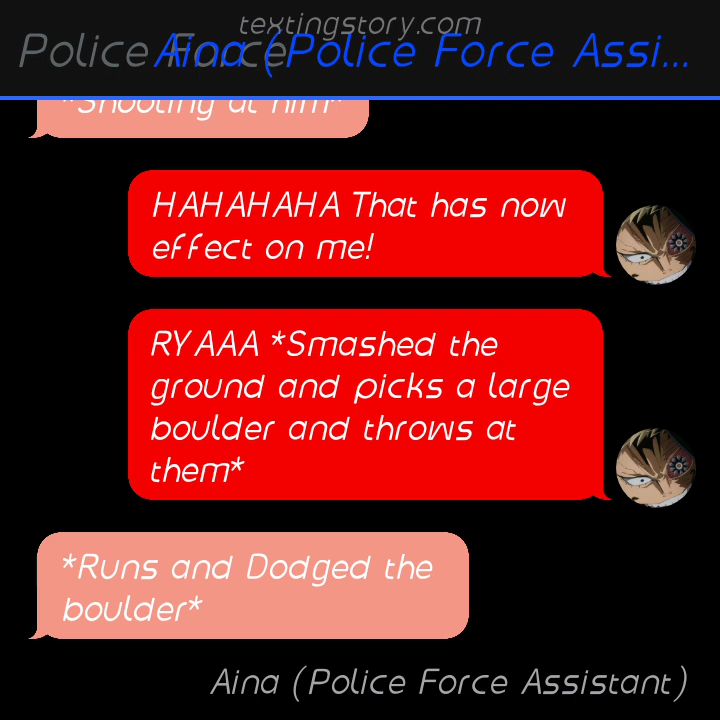 textingstory.com
Police Force
Aina (Police Force Assi...
*Shooting at him*
HAHAHAHA That has now
effect on me!
RYAAA *Smashed the
ground and picks a large
boulder and throws at
them*
*Runs and Dodged the
boulder*
Aina (Police Force Assistant)